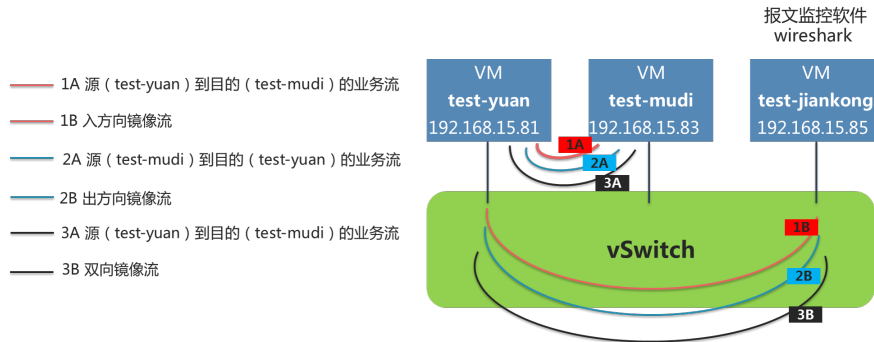 报文监控软件
wireshark
1A 源（test-yuan）到目的（test-mudi）的业务流
1B 入方向镜像流
2A 源（test-mudi）到目的（test-yuan）的业务流
2B 出方向镜像流
3A 源（test-yuan）到目的（test-mudi）的业务流
3B 双向镜像流
VM
test-yuan
192.168.15.81
VM
test-mudi
192.168.15.83
VM
test-jiankong
192.168.15.85
1A
2A
3A
vSwitch
1B
2B
3B